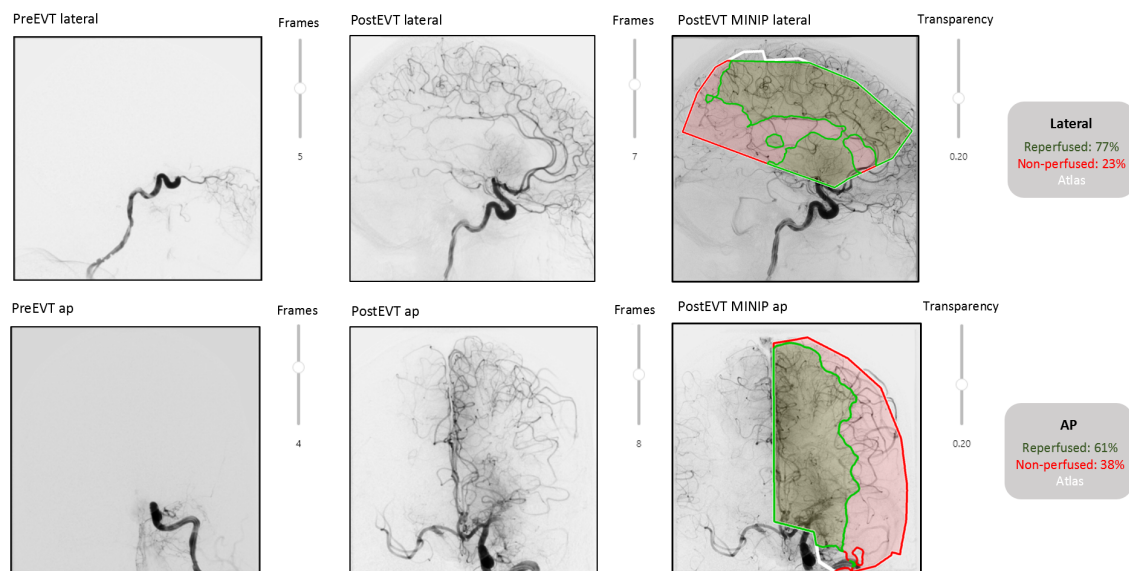 PreEVT lateral
Frames
5
PostEVT lateral
Frames
7
PostEVT MINIP lateral
Transparency
0.20
Lateral
Reperfused: 77%
Non-perfused: 23%
Atlas
PreEVT ap
Frames
4
PostEVT ap
Frames
8
PostEVT MINIP ap
Transparency
0.20
AP
Reperfused: 61%
Non-perfused: 38%
Atlas